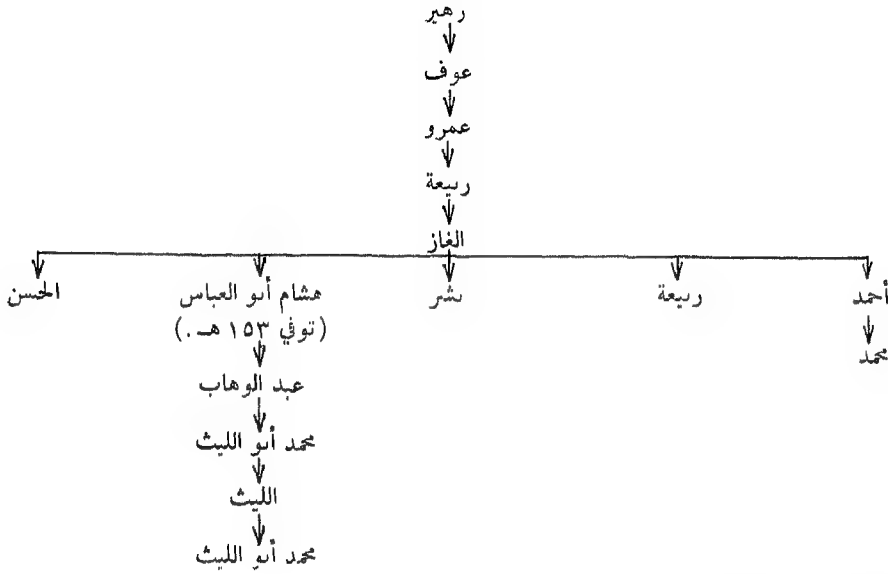 زهير
عوف
عمرو
ربيعة
الغاز
أحمد ربيعة بشر هشام أبو العباس الحسن
محمد (توفي ١٥٣ هـ .)
عبد الوهاب
محمد أبو الليث
الليث
محمد أبو الليث